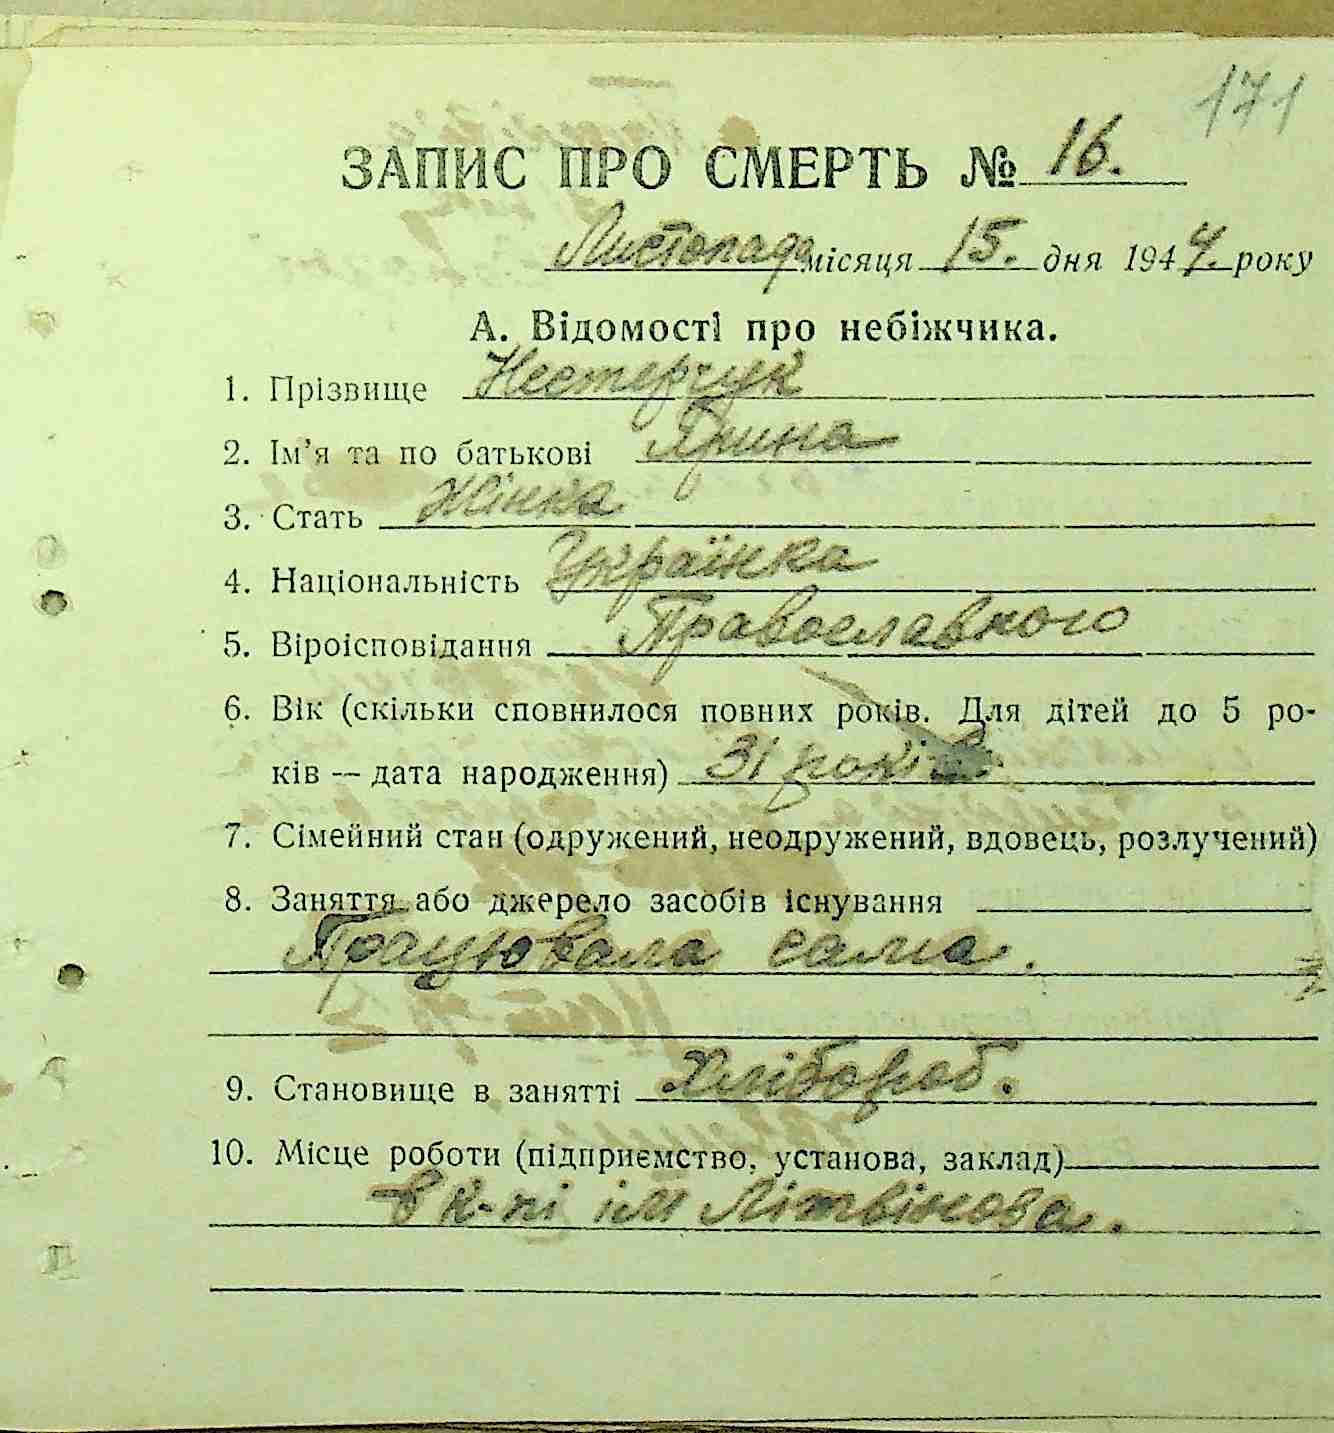 171
ЗАПИС ПРО СМЕРТЬ № 16.
Листопада місяця 15. дня 1944. року
А. Відомості про небіжчика.
1. Прізвище Нестерчук
2. Ім'я та по батькові Ярина
3. Стать Жінка
4. Національність Українка
5. Віроісповідання Православного
6. Вік (скільки сповнилося повних років. Для дітей до 5 ро-
ків — дата народження) 31 років
7. Сімейний стан (одружений, неодружений, вдовець, розлучений)
8. Заняття або джерело засобів існування
Працювала сама.
9. Становище в занятті Хлібороб.
10. Місце роботи (підприємство, установа, заклад)
в к-пі ім Літвінова.